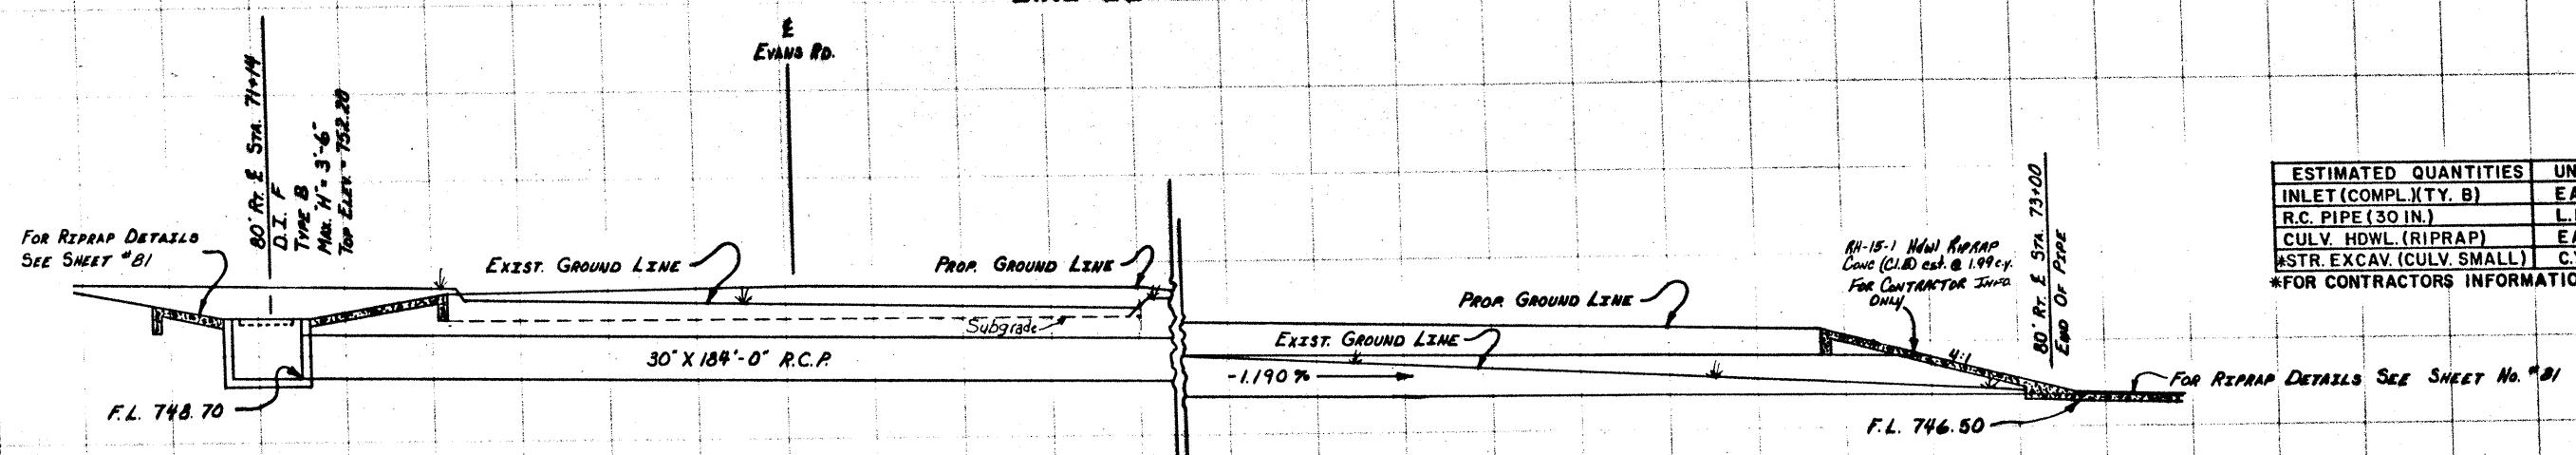 ℄
EVANS RD.
80' RT. ℄ STA. 71+14
D.I. F
TYPE B
MAX. "H" = 3'-6"
TOP ELEV. = 752.20
FOR RIPRAP DETAILS
SEE SHEET #81
EXIST. GROUND LINE
PROP. GROUND LINE
Subgrade
30" X 184'-0" R.C.P.
F.L. 748.70
PROP. GROUND LINE
EXIST. GROUND LINE
-1.190 %
RH-15-1 Hdwl RIPRAP
CONC (Cl.B) est. @ 1.99 c.y.
FOR CONTRACTOR INFO
ONLY
4:1
80' RT. ℄ STA. 73+00
END OF PIPE
FOR RIPRAP DETAILS SEE SHEET No. #81
F.L. 746.50
ESTIMATED QUANTITIES UN
INLET (COMPL.)(TY. B) EA
R.C. PIPE (30 IN.) L.
CULV. HDWL. (RIPRAP) EA
*STR. EXCAV. (CULV. SMALL) C.Y
*FOR CONTRACTORS INFORMATIO